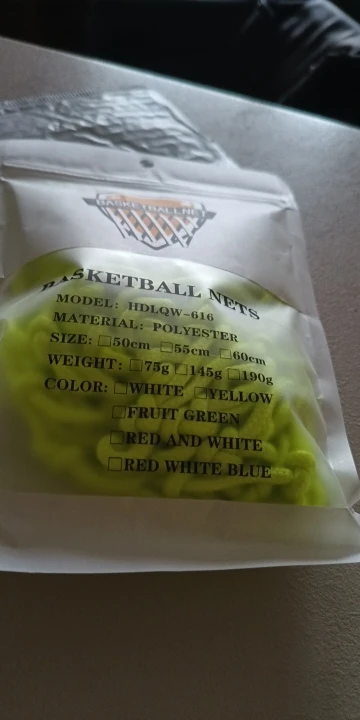 BASKETBALLNET
BASKETBALL NETS
MODEL: HDLQW-616
MATERIAL: POLYESTER
SIZE: □50cm □55cm □60cm
WEIGHT: □75g □145g □190g
COLOR: □WHITE □YELLOW
□FRUIT GREEN
□RED AND WHITE
□RED WHITE BLUE